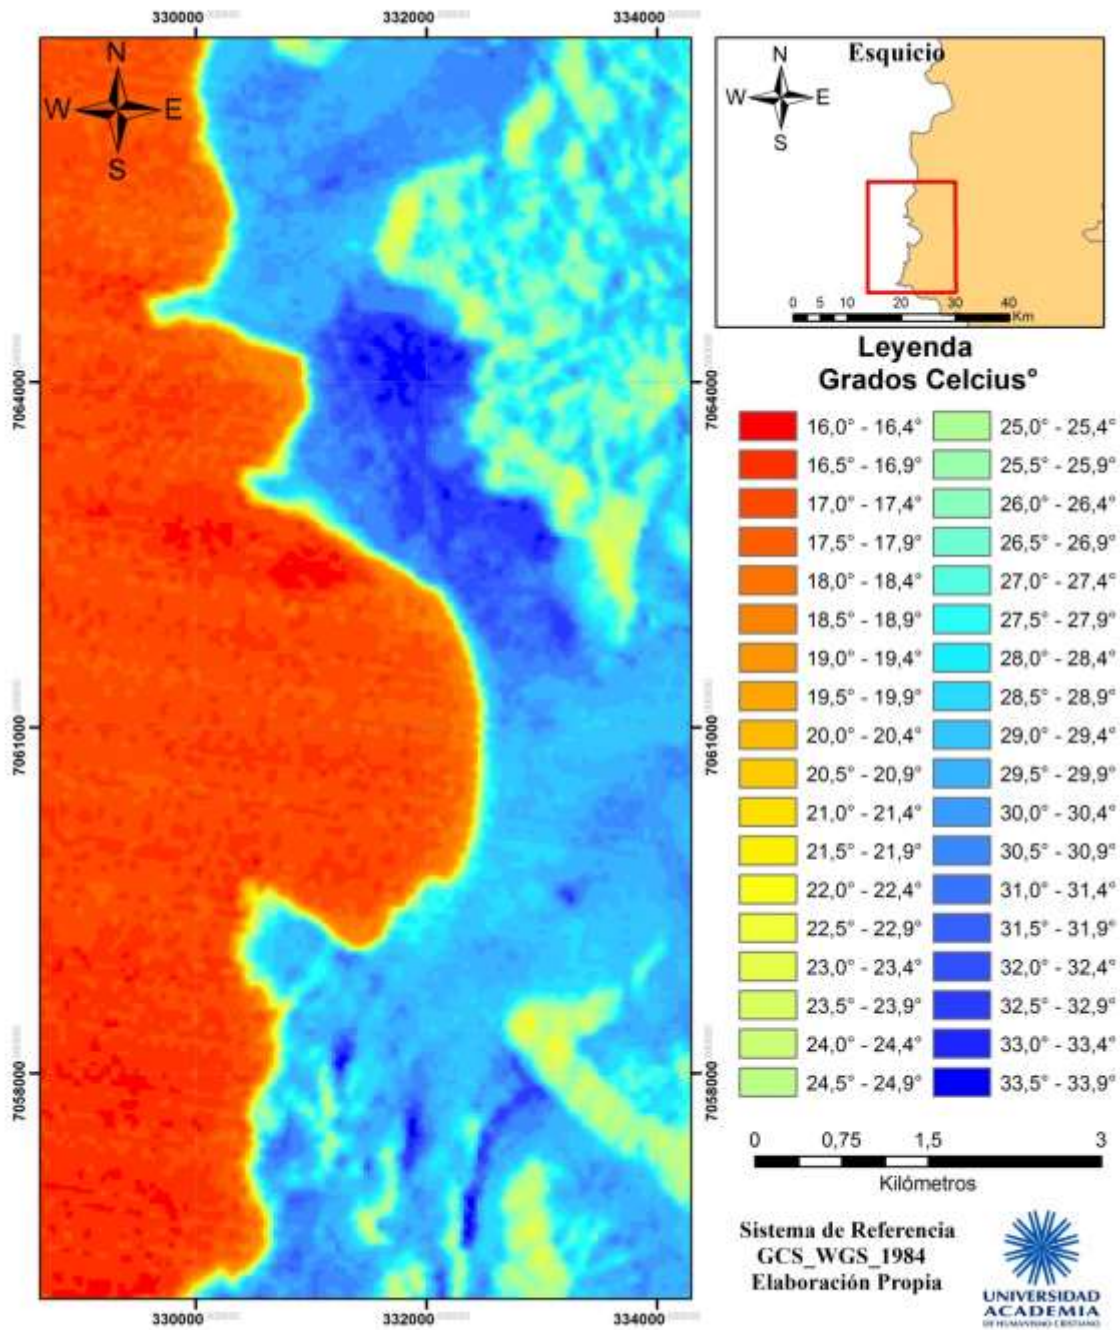 330000
332000
334000
N
W
E
S
7064000
7061000
7058000
7064000
7061000
7058000
330000
332000
334000
Esquicio
N
W
E
S
0 5 10 20 30 40
Km
Leyenda
Grados Celcius°
16,0° - 16,4°
16,5° - 16,9°
17,0° - 17,4°
17,5° - 17,9°
18,0° - 18,4°
18,5° - 18,9°
19,0° - 19,4°
19,5° - 19,9°
20,0° - 20,4°
20,5° - 20,9°
21,0° - 21,4°
21,5° - 21,9°
22,0° - 22,4°
22,5° - 22,9°
23,0° - 23,4°
23,5° - 23,9°
24,0° - 24,4°
24,5° - 24,9°
25,0° - 25,4°
25,5° - 25,9°
26,0° - 26,4°
26,5° - 26,9°
27,0° - 27,4°
27,5° - 27,9°
28,0° - 28,4°
28,5° - 28,9°
29,0° - 29,4°
29,5° - 29,9°
30,0° - 30,4°
30,5° - 30,9°
31,0° - 31,4°
31,5° - 31,9°
32,0° - 32,4°
32,5° - 32,9°
33,0° - 33,4°
33,5° - 33,9°
0 0,75 1,5 3
Kilómetros
Sistema de Referencia
GCS_WGS_1984
Elaboración Propia
UNIVERSIDAD
ACADEMIA
DE HUMANISMO CRISTIANO